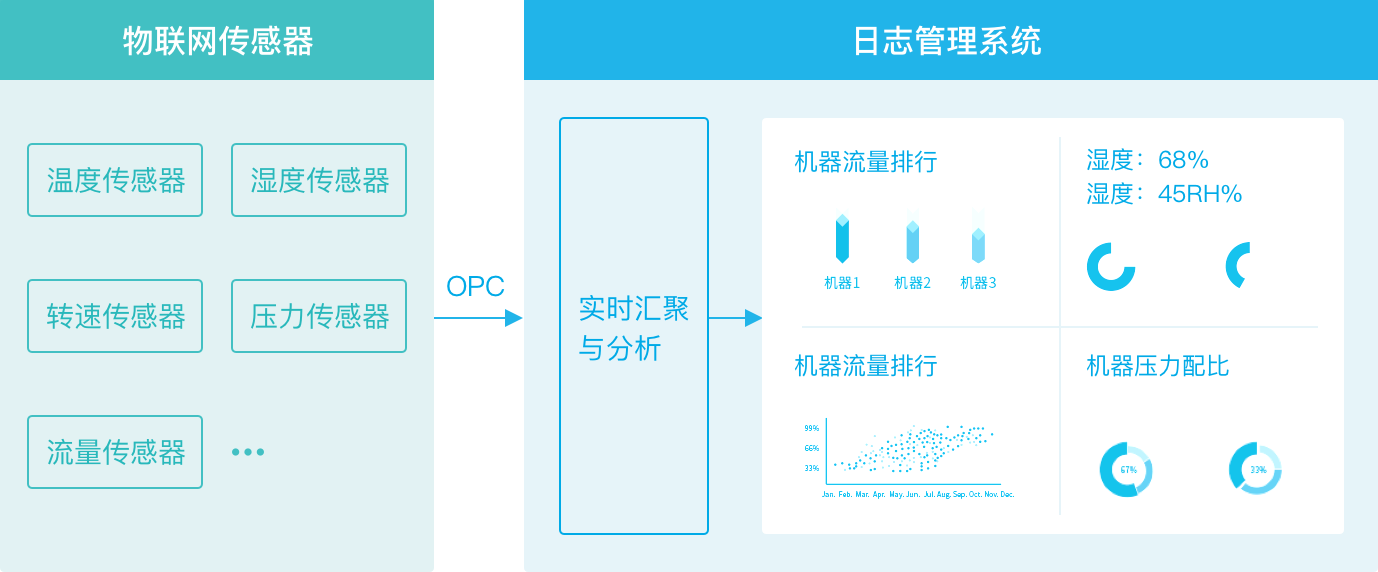 物联网传感器
温度传感器
湿度传感器
转速传感器
压力传感器
流量传感器
•••
OPC
日志管理系统
实时汇聚
与分析
机器流量排行
机器1
机器2
机器3
湿度：68%
湿度：45RH%
机器流量排行
99%
66%
33%
Jan. Feb. Mar. Apr. May. Jun. Jul. Aug. Sep. Oct. Nov. Dec.
机器压力配比
67%
33%